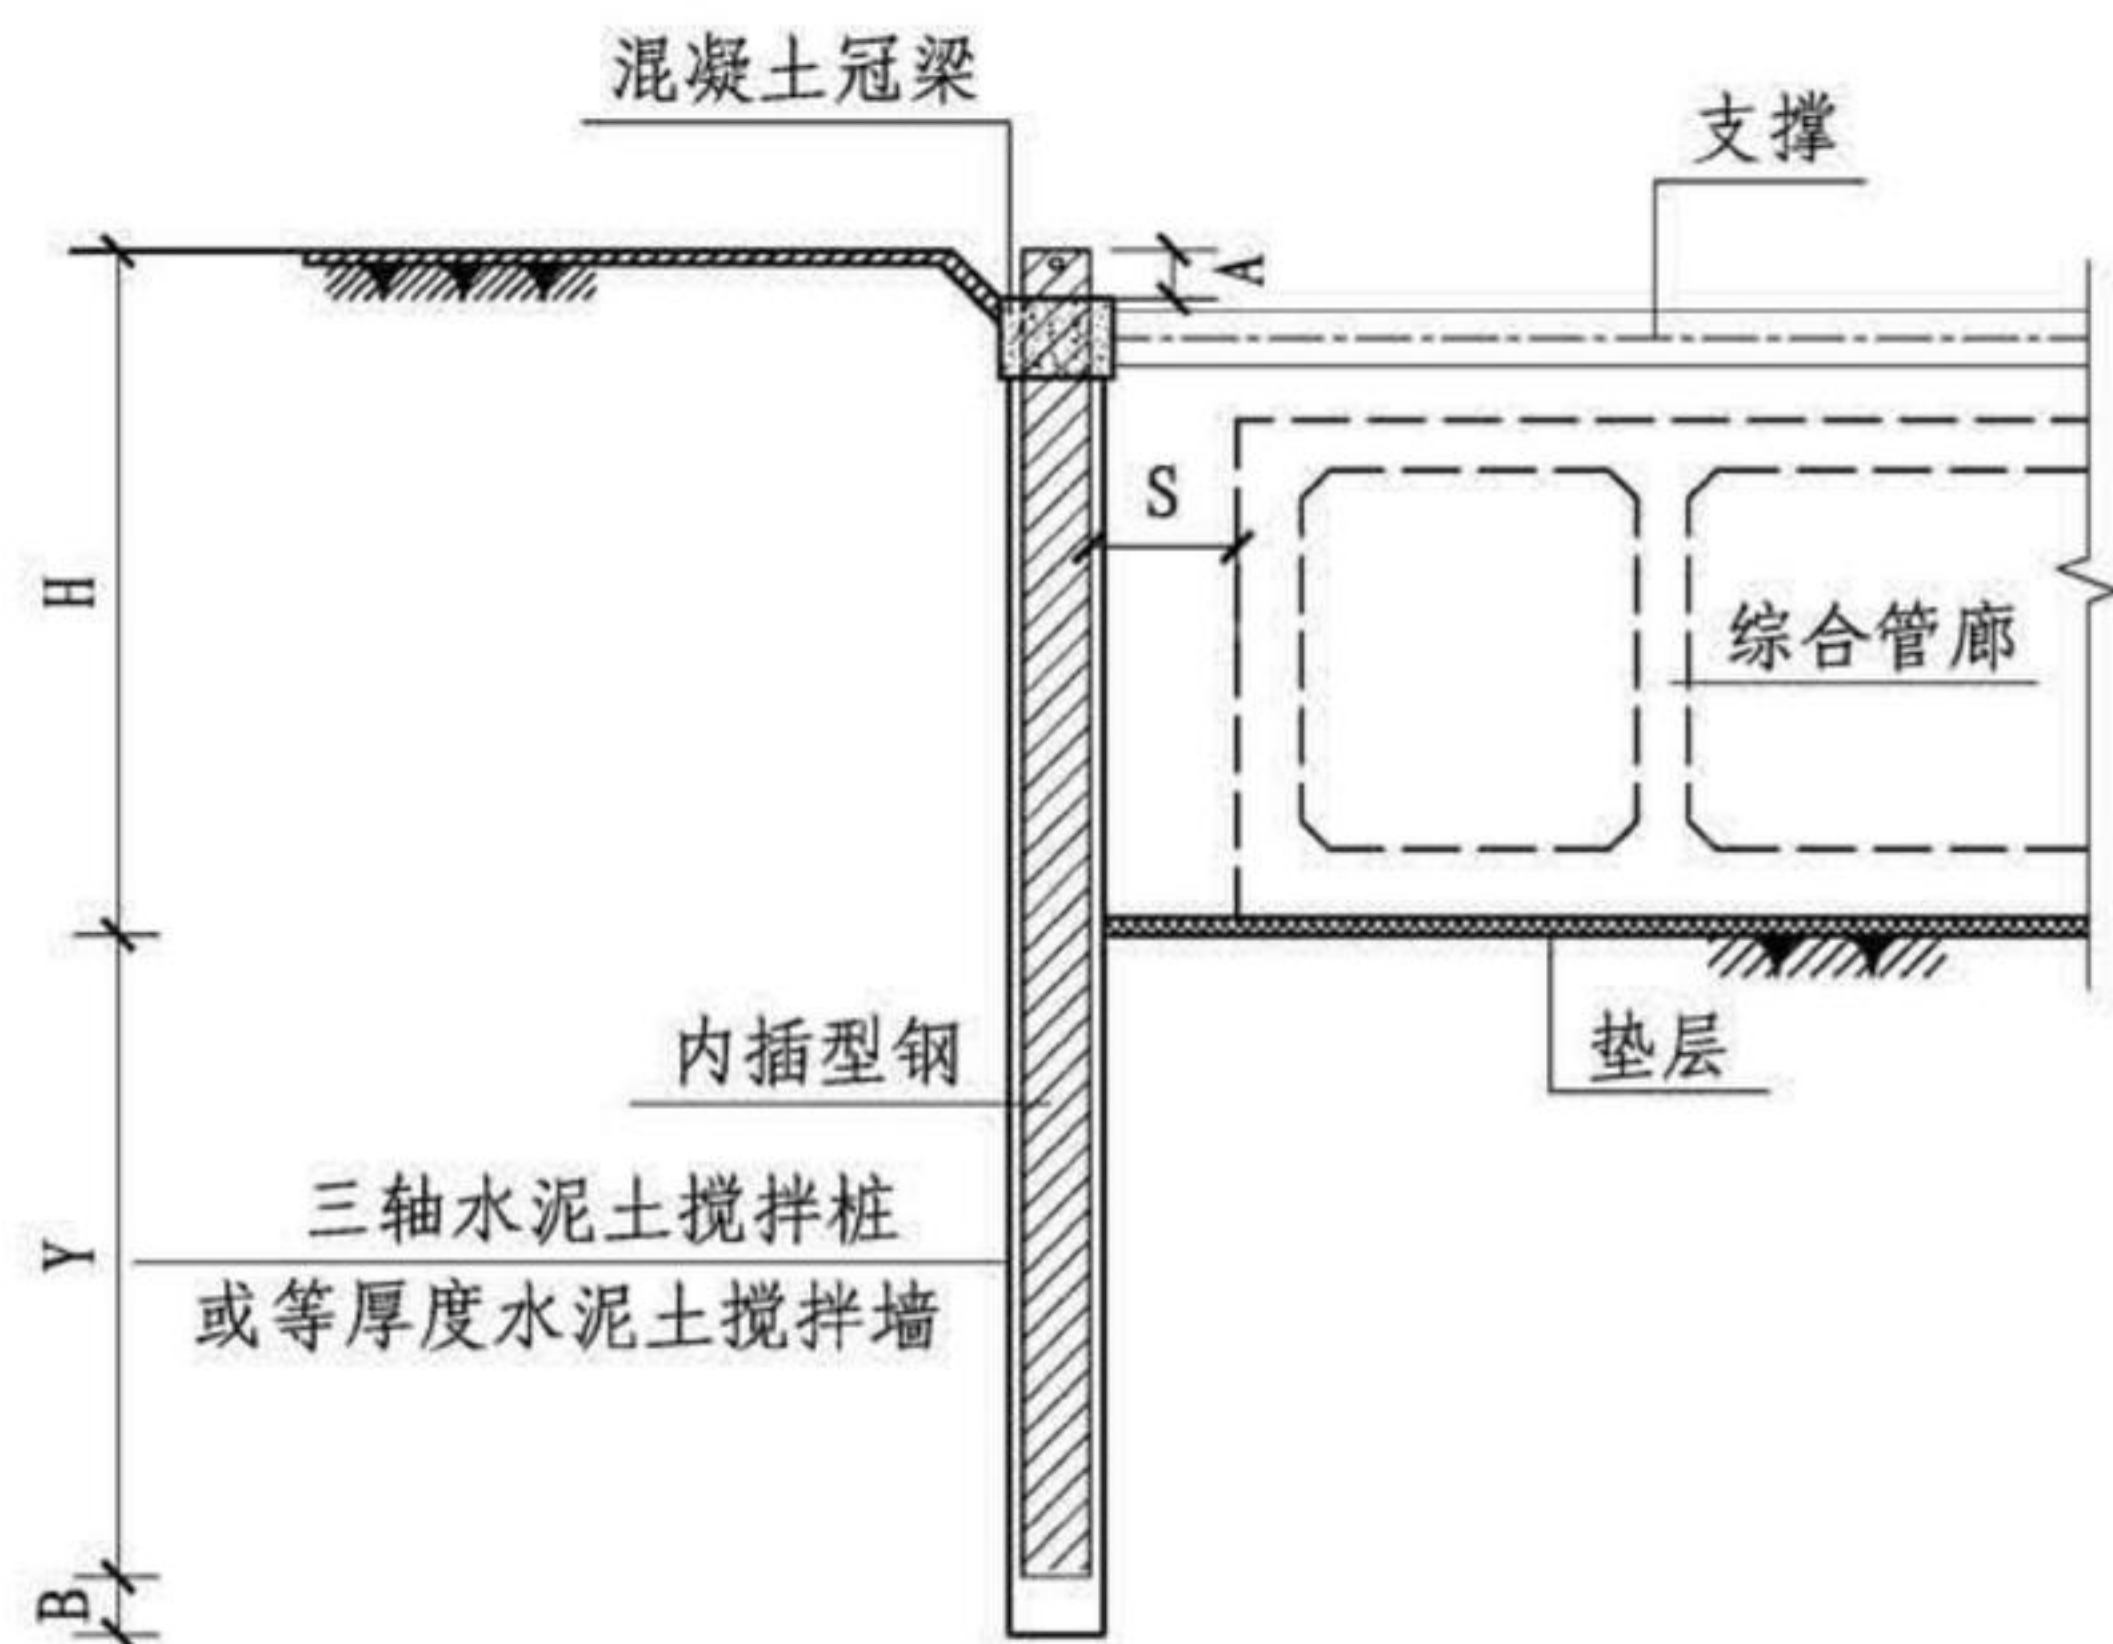 混凝土冠梁
支撑
A
S
H
综合管廊
内插型钢
垫层
三轴水泥土搅拌桩
或等厚度水泥土搅拌墙
Y
B